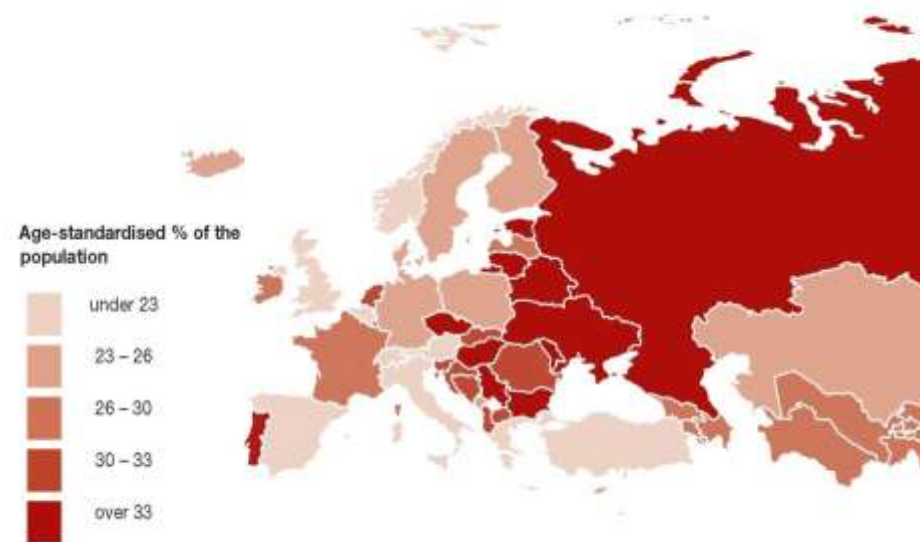 Age-standardised % of the
population
under 23
23 – 26
26 – 30
30 – 33
over 33